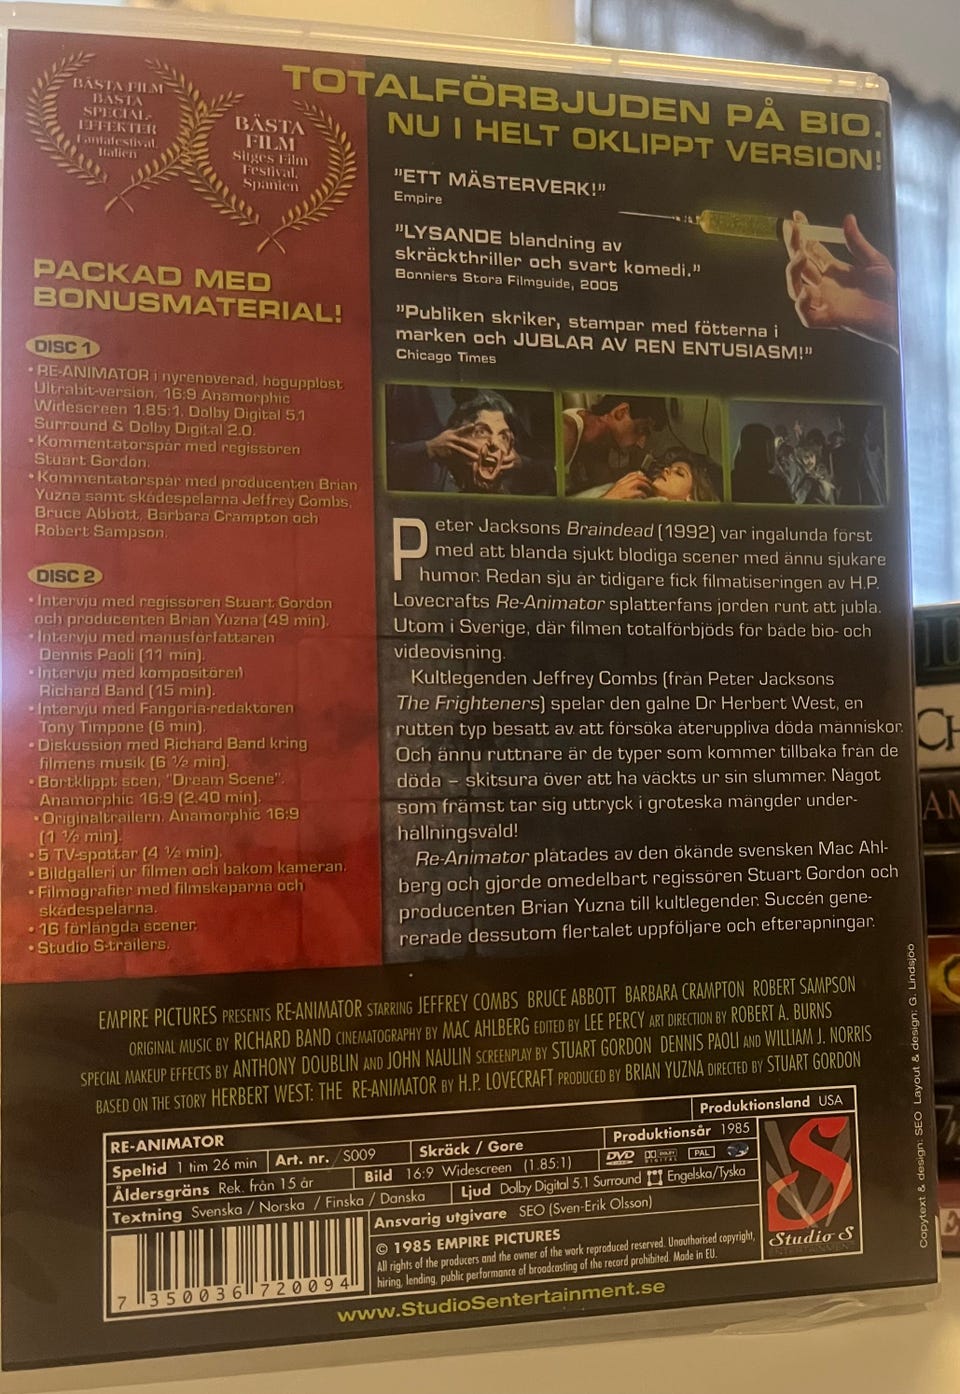 BÄSTA FILM
BÄSTA
SPECIAL-
EFFEKTER
Fantafestival,
Italien
BÄSTA
FILM
Sitges Film
Festival,
Spanien
TOTALFÖRBJUDEN PÅ BIO.
NU I HELT OKLIPPT VERSION!
"ETT MÄSTERVERK!"
Empire
"LYSANDE blandning av
skräckthriller och svart komedi."
Bonniers Stora Filmguide, 2005
"Publiken skriker, stampar med fötterna i
marken och JUBLAR AV REN ENTUSIASM!"
Chicago Times
PACKAD MED
BONUSMATERIAL!
DISC 1
• RE-ANIMATOR i nyrenoverad, högupplöst
Ultrabit-version, 16:9 Anamorphic
Widescreen 1.85:1, Dolby Digital 5.1
Surround & Dolby Digital 2.0.
• Kommentatorspår med regissören
Stuart Gordon.
• Kommentatorspår med producenten Brian
Yuzna samt skådespelarna Jeffrey Combs,
Bruce Abbott, Barbara Crampton och
Robert Sampson.
DISC 2
• Intervju med regissören Stuart Gordon
och producenten Brian Yuzna (49 min).
• Intervju med manusförfattaren
Dennis Paoli (11 min).
• Intervju med kompositören
Richard Band (15 min).
• Intervju med Fangoria-redaktören
Tony Timpone (6 min).
• Diskussion med Richard Band kring
filmens musik (6 ½ min).
• Bortklippt scen, "Dream Scene".
Anamorphic 16:9 (2.40 min).
• Originaltrailern. Anamorphic 16:9
(1 ½ min).
• 5 TV-spottar (4 ½ min).
• Bildgalleri ur filmen och bakom kameran.
• Filmografier med filmskaparna och
skådespelarna.
• 16 förlängda scener.
• Studio S-trailers.
Peter Jacksons Braindead (1992) var ingalunda först
med att blanda sjukt blodiga scener med ännu sjukare
humor. Redan sju år tidigare fick filmatiseringen av H.P.
Lovecrafts Re-Animator splatterfans jorden runt att jubla.
Utom i Sverige, där filmen totalförbjöds för både bio- och
videovisning.
Kultlegenden Jeffrey Combs (från Peter Jacksons
The Frighteners) spelar den galne Dr Herbert West, en
rutten typ besatt av att försöka återuppliva döda människor.
Och ännu ruttnare är de typer som kommer tillbaka från de
döda – skitsura över att ha väckts ur sin slummer. Något
som främst tar sig uttryck i groteska mängder under-
hållningsvåld!
Re-Animator plåtades av den ökände svensken Mac Ahl-
berg och gjorde omedelbart regissören Stuart Gordon och
producenten Brian Yuzna till kultlegender. Succén gene-
rerade dessutom flertalet uppföljare och efterapningar.
EMPIRE PICTURES PRESENTS RE-ANIMATOR STARRING JEFFREY COMBS BRUCE ABBOTT BARBARA CRAMPTON ROBERT SAMPSON
ORIGINAL MUSIC BY RICHARD BAND CINEMATOGRAPHY BY MAC AHLBERG EDITED BY LEE PERCY ART DIRECTION BY ROBERT A. BURNS
SPECIAL MAKEUP EFFECTS BY ANTHONY DOUBLIN AND JOHN NAULIN SCREENPLAY BY STUART GORDON DENNIS PAOLI AND WILLIAM J. NORRIS
BASED ON THE STORY HERBERT WEST: THE RE-ANIMATOR BY H.P. LOVECRAFT PRODUCED BY BRIAN YUZNA DIRECTED BY STUART GORDON
RE-ANIMATOR
Speltid 1 tim 26 min
Art. nr. S009
Skräck / Gore
Produktionsland USA
Produktionsår 1985
Åldersgräns Rek. från 15 år
Bild 16:9 Widescreen (1.85:1)
DVD
DOLBY
DIGITAL
PAL
Textning Svenska / Norska / Finska / Danska
Ljud Dolby Digital 5.1 Surround
Engelska/Tyska
Ansvarig utgivare SEO (Sven-Erik Olsson)
© 1985 EMPIRE PICTURES
All rights of the producers and the owner of the work reproduced reserved. Unauthorised copying,
hiring, lending, public performance of broadcasting of the record prohibited. Made in EU.
7 350036 720094
S
Studio S
ENTERTAINMENT
www.StudioSentertainment.se
Copytext & design: SEO Layout & design: G. Lindsjöö
CH
AM